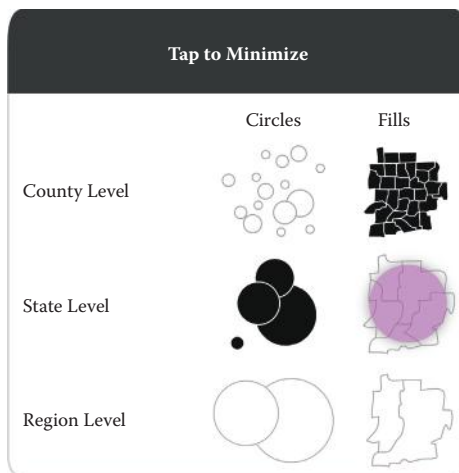 Tap to Minimize
Circles Fills
County Level
State Level
Region Level